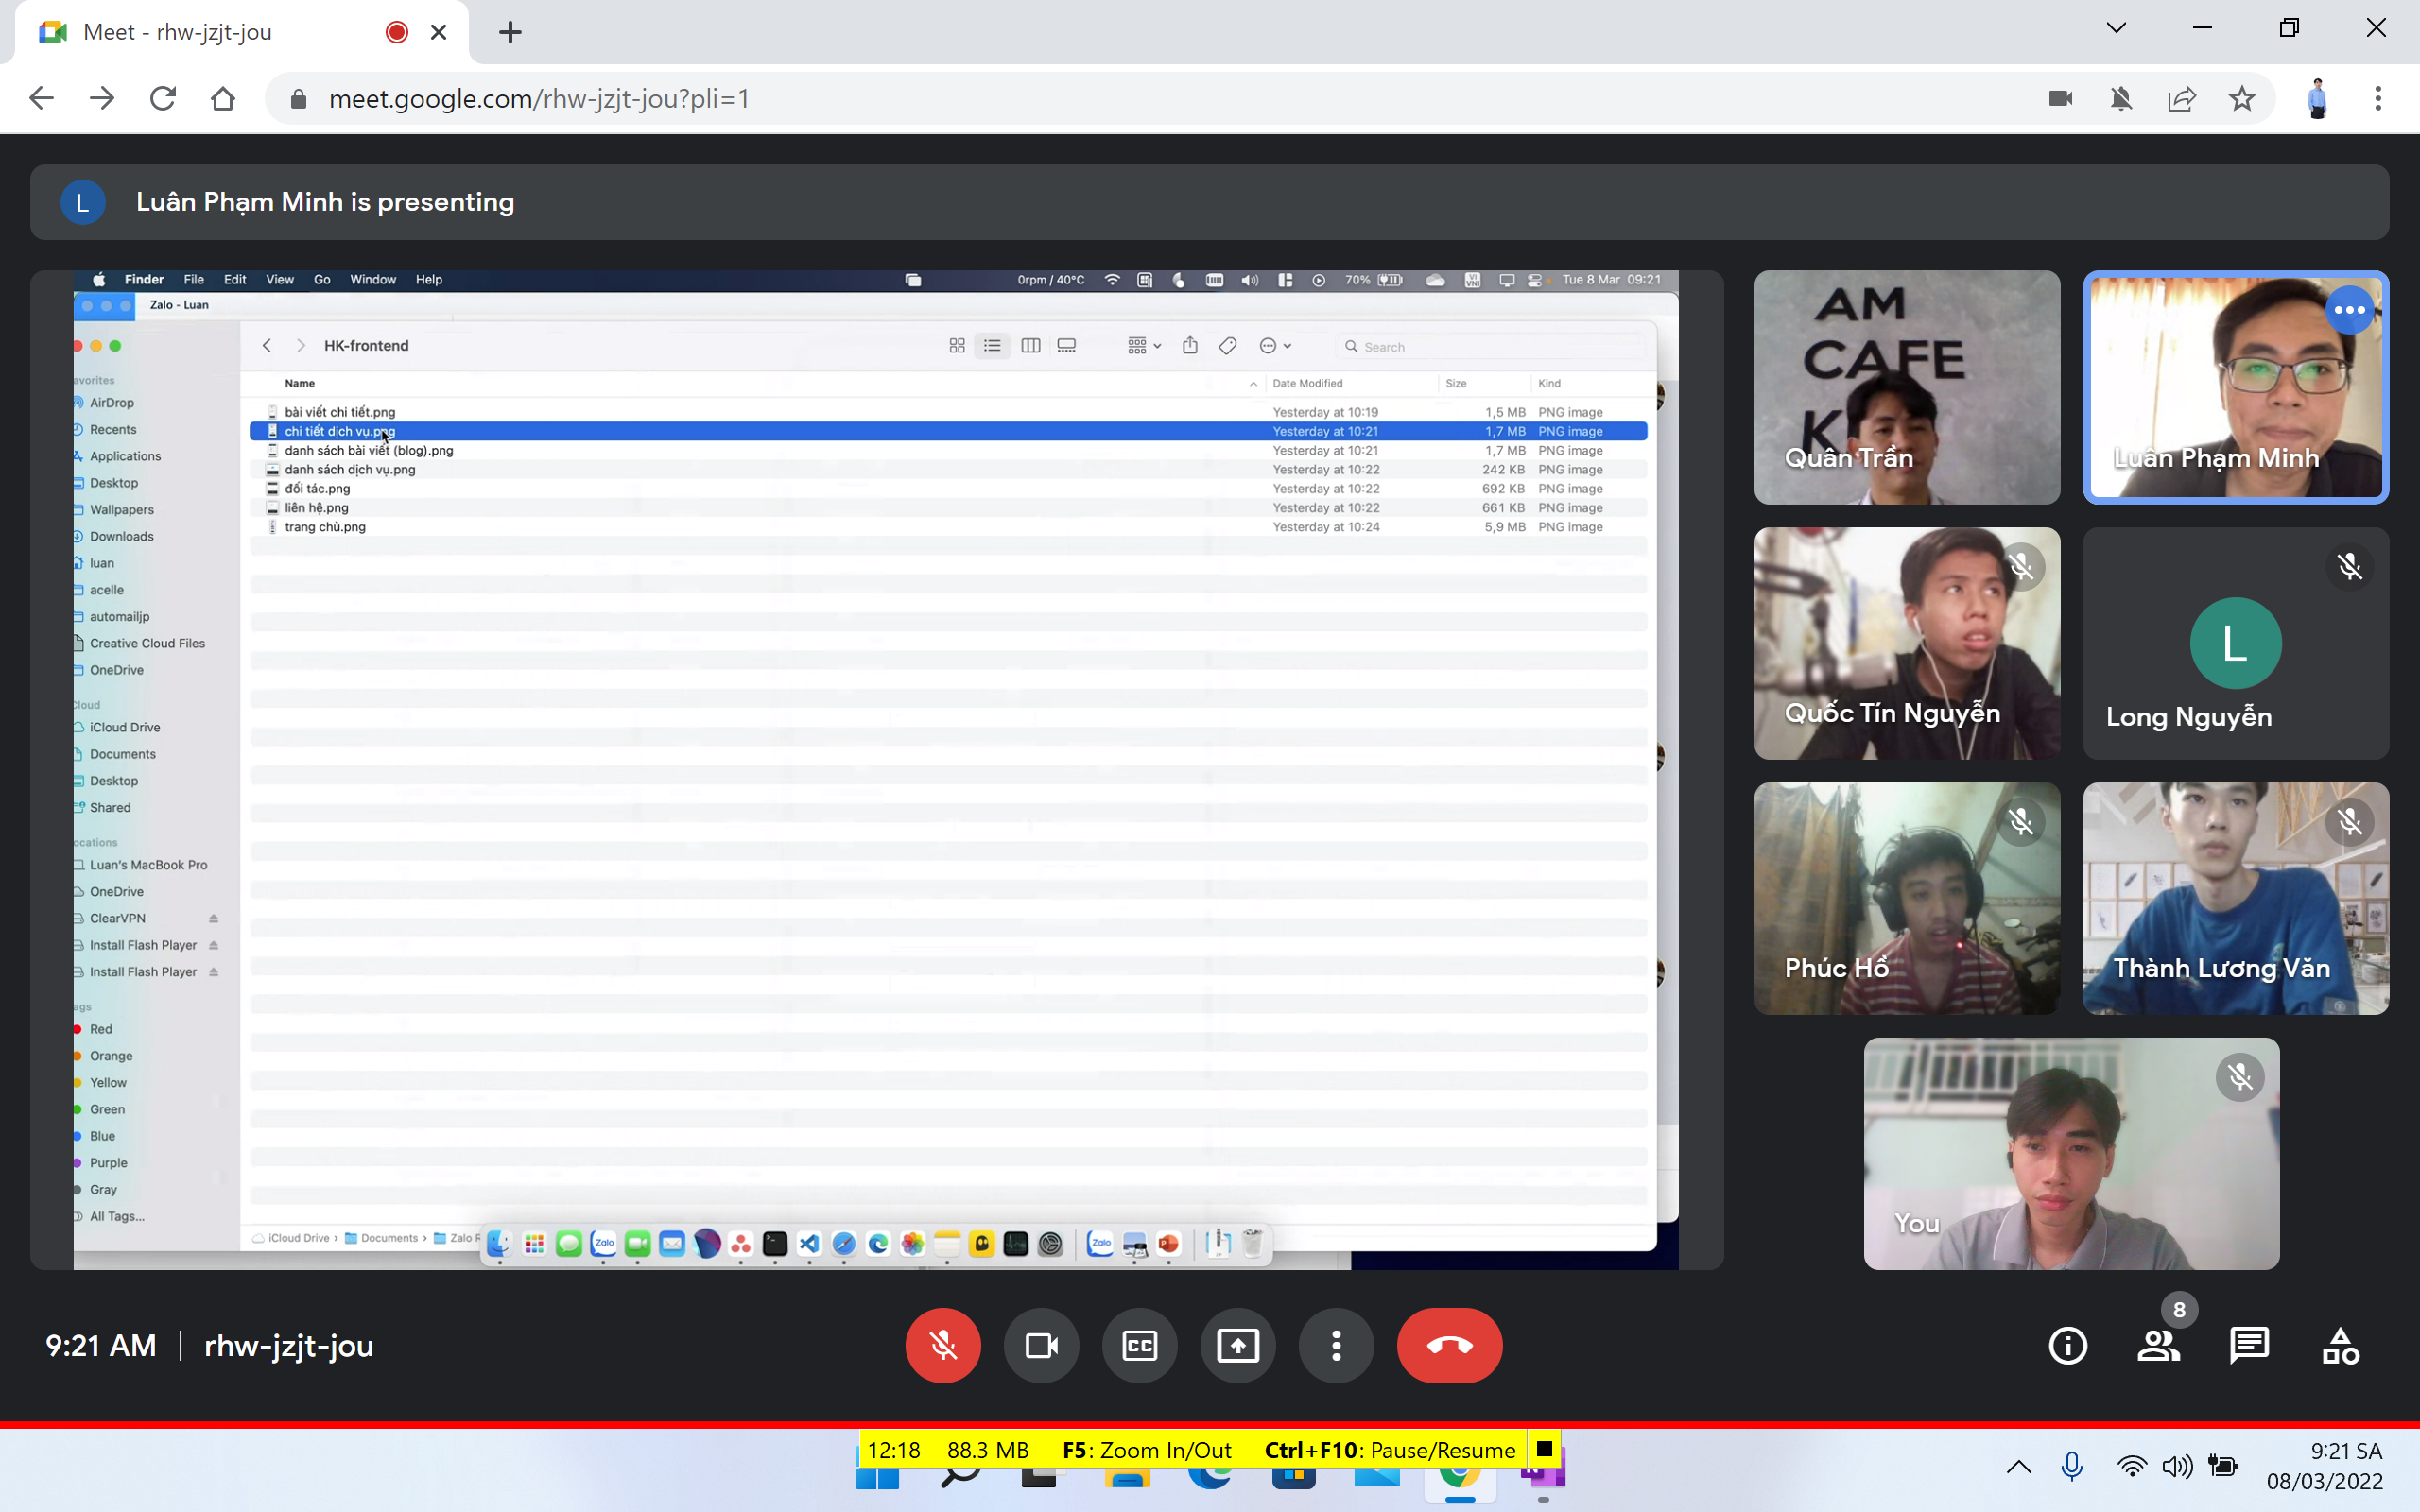 Meet - rhw-jzjt-jou
meet.google.com/rhw-jzjt-jou?pli=1
L
Luân Phạm Minh is presenting
Finder File Edit View Go Window Help
0rpm / 40°C
70%
Tue 8 Mar 09:21
Zalo - Luan
HK-frontend
Search
Name
Date Modified
Size
Kind
bài viết chi tiết.png Yesterday at 10:19 1,5 MB PNG image
chi tiết dịch vụ.png Yesterday at 10:21 1,7 MB PNG image
danh sách bài viết (blog).png Yesterday at 10:21 1,7 MB PNG image
danh sách dịch vụ.png Yesterday at 10:22 242 KB PNG image
đối tác.png Yesterday at 10:22 692 KB PNG image
liên hệ.png Yesterday at 10:22 661 KB PNG image
trang chủ.png Yesterday at 10:24 5,9 MB PNG image
avorites
AirDrop
Recents
Applications
Desktop
Wallpapers
Downloads
luan
acelle
automailjp
Creative Cloud Files
OneDrive
Cloud
iCloud Drive
Documents
Desktop
Shared
ocations
Luan's MacBook Pro
OneDrive
ClearVPN
Install Flash Player
Install Flash Player
ags
Red
Orange
Yellow
Green
Blue
Purple
Gray
All Tags...
iCloud Drive › Documents › Zalo R
Zalo
Zalo
AM
CAFE
K
Quân Trần
Luân Phạm Minh
Quốc Tín Nguyễn
L
Long Nguyễn
Phúc Hồ
Thành Lương Văn
You
9:21 AM | rhw-jzjt-jou
CC
8
12:18 88.3 MB F5: Zoom In/Out Ctrl+F10: Pause/Resume
9:21 SA
08/03/2022